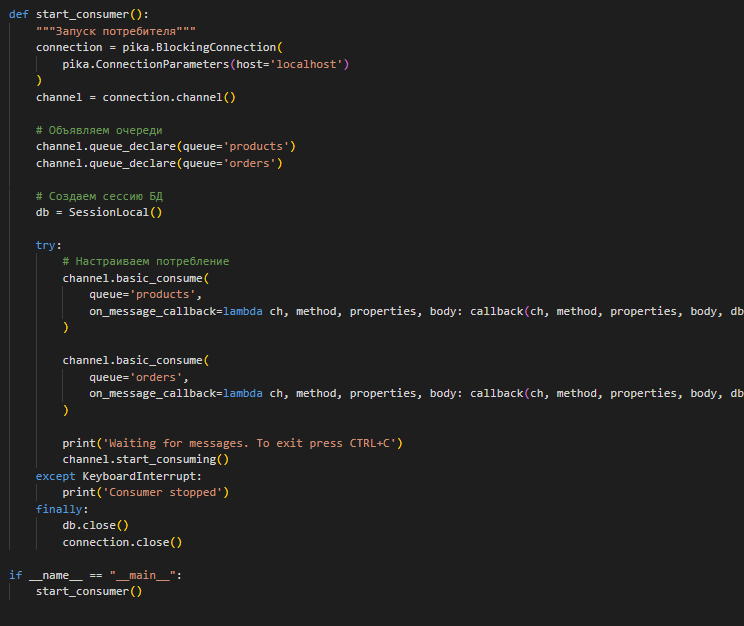 def start_consumer():
    """Запуск потребителя"""
    connection = pika.BlockingConnection(
        pika.ConnectionParameters(host='localhost')
    )
    channel = connection.channel()
    # Объявляем очереди
    channel.queue_declare(queue='products')
    channel.queue_declare(queue='orders')
    # Создаем сессию БД
    db = SessionLocal()
    try:
        # Настраиваем потребление
        channel.basic_consume(
            queue='products',
            on_message_callback=lambda ch, method, properties, body: callback(ch, method, properties, body, db
        )
        channel.basic_consume(
            queue='orders',
            on_message_callback=lambda ch, method, properties, body: callback(ch, method, properties, body, db
        )
        print('Waiting for messages. To exit press CTRL+C')
        channel.start_consuming()
    except KeyboardInterrupt:
        print('Consumer stopped')
    finally:
        db.close()
        connection.close()
if __name__ == "__main__":
    start_consumer()